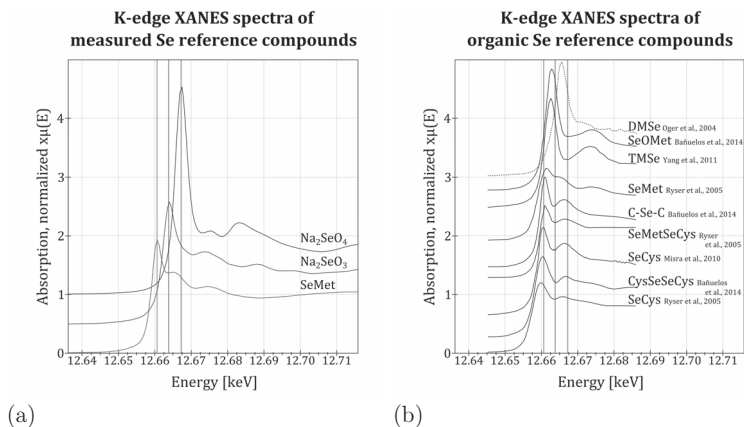 K-edge XANES spectra of
measured Se reference compounds
Absorption, normalized xμ(E)
4
3
2
1
0
Na₂SeO₄
Na₂SeO₃
SeMet
12.64 12.65 12.66 12.67 12.68 12.69 12.70 12.71
Energy [keV]
(a)
K-edge XANES spectra of
organic Se reference compounds
Absorption, normalized xμ(E)
4
3
2
1
0
DMSe Oger et al., 2004
SeOMet Bañuelos et al., 2014
TMSe Yang et al., 2011
SeMet Ryser et al., 2005
C-Se-C Bañuelos et al., 2014
SeMetSeCys Ryser
et al., 2005
SeCys Misra et al., 2010
CysSeSeCys Bañuelos
et al., 2014
SeCys Ryser et al., 2005
12.64 12.65 12.66 12.67 12.68 12.69 12.70 12.71
Energy [keV]
(b)